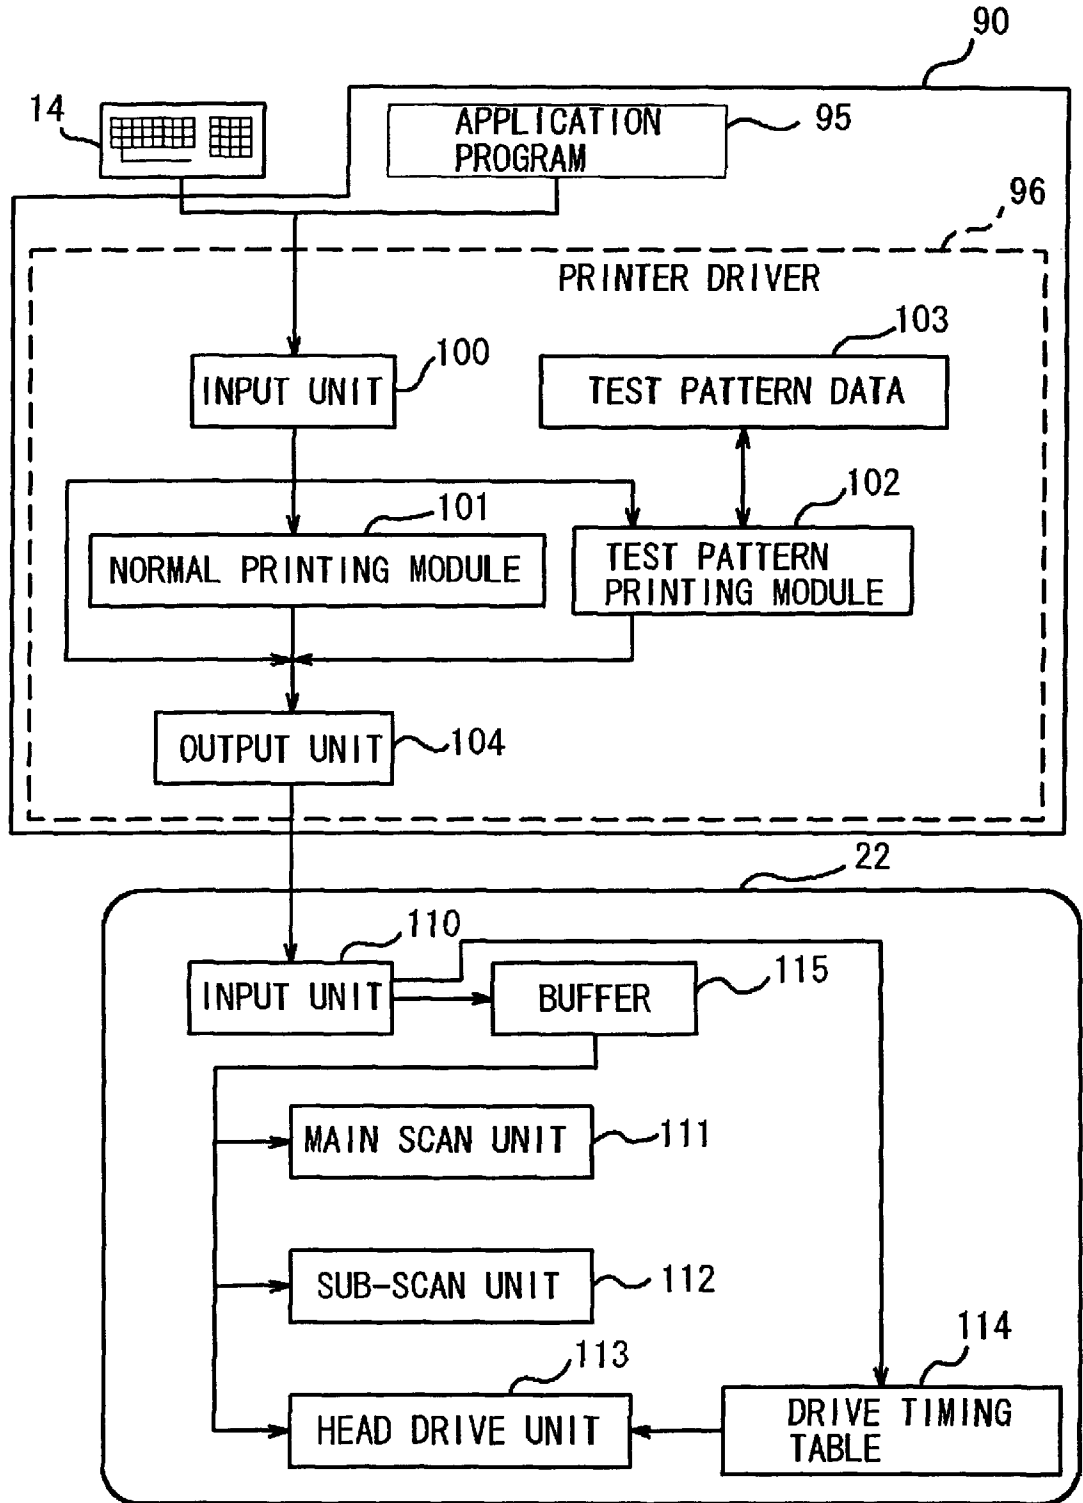 90
14
APPLICATION
PROGRAM
95
96
PRINTER DRIVER
103
100
INPUT UNIT
TEST PATTERN DATA
101
102
NORMAL PRINTING MODULE
TEST PATTERN
PRINTING MODULE
OUTPUT UNIT
104
22
110
INPUT UNIT
BUFFER
115
MAIN SCAN UNIT
111
SUB-SCAN UNIT
112
113
114
HEAD DRIVE UNIT
DRIVE TIMING
TABLE